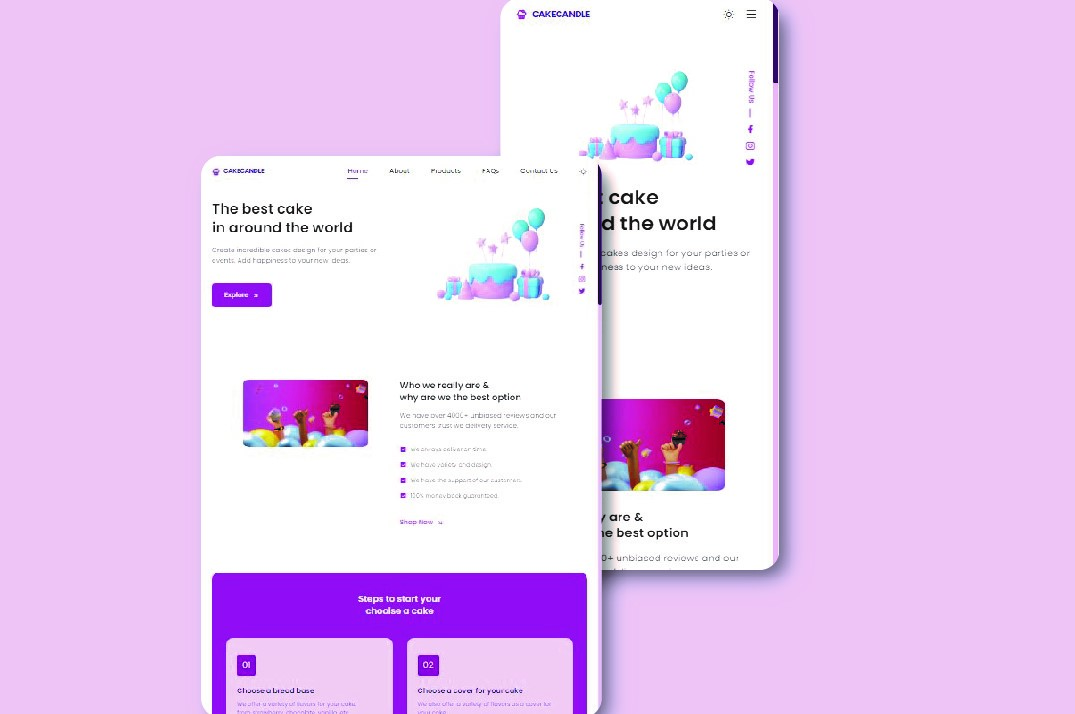 CAKECANDLE
Follow Us
t cake
d the world
cakes design for your parties or
ness to your new ideas.
y are &
he best option
0+ unbiased reviews and our
CAKECANDLE
Home About Products FAQs Contact Us
The best cake
in around the world
Create incredible cakes design for your parties or
events. Add happiness to your new ideas.
Explore
Follow Us
Who we really are &
why are we the best option
We have over 4000+ unbiased reviews and our
customers trust we delivery service.
We always deliver on time.
We have and design.
We have the support of our customers.
100% money back guaranteed.
Shop Now
Steps to start your
choaise a cake
01
Choose a bread base
We offer a variety of flavors for your cake,
from strawberry, chocolate, vanilla, etc.
02
Choose a cover for your cake
We also offer a variety of flavors as a cover for
your cake.